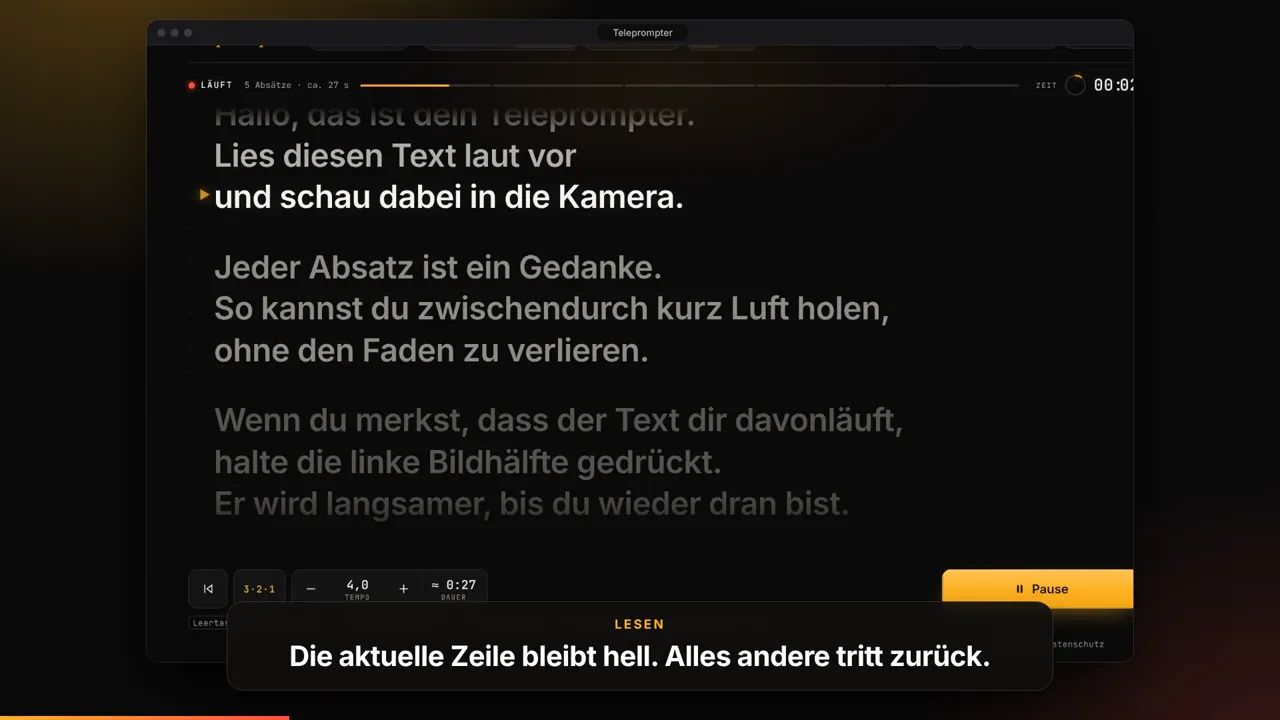 Teleprompter
LÄUFT 5 Absätze · ca. 27 s
ZEIT 00:02
Hallo, das ist dein Teleprompter.
Lies diesen Text laut vor
und schau dabei in die Kamera.
Jeder Absatz ist ein Gedanke.
So kannst du zwischendurch kurz Luft holen,
ohne den Faden zu verlieren.
Wenn du merkst, dass der Text dir davonläuft,
halte die linke Bildhälfte gedrückt.
Er wird langsamer, bis du wieder dran bist.
3·2·1 − 4,0 + ≈ 0:27
TEMPO DAUER
Pause
LESEN
Die aktuelle Zeile bleibt hell. Alles andere tritt zurück.